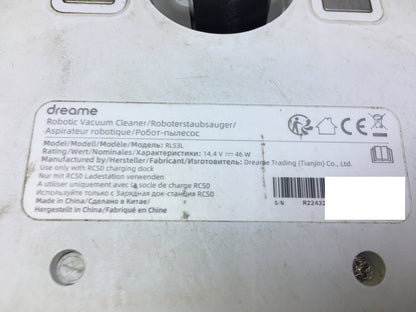 dreame
Robotic Vacuum Cleaner/Roboterstaubsauger/
Aspirateur robotique/Робот-пылесос
Model/Modell/Modèle/Модель: RLS3L
Rating/Wert/Nominales/Характеристики: 14,4 V ⎓ 46 W
Manufactured by/Hersteller/Fabricant/Изготовитель: Dreame Trading (Tianjin) Co., Ltd.
Use only with RCS0 charging dock
Nur mit RCS0 Ladestation verwenden
A utiliser uniquement avec la socle de charge RCS0
Используйте только с Зарядная док-станция RCS0
Made in China/Сделано в Китае/
Hergestellt in China/Fabriqué en Chine
CE
S/N
R22432